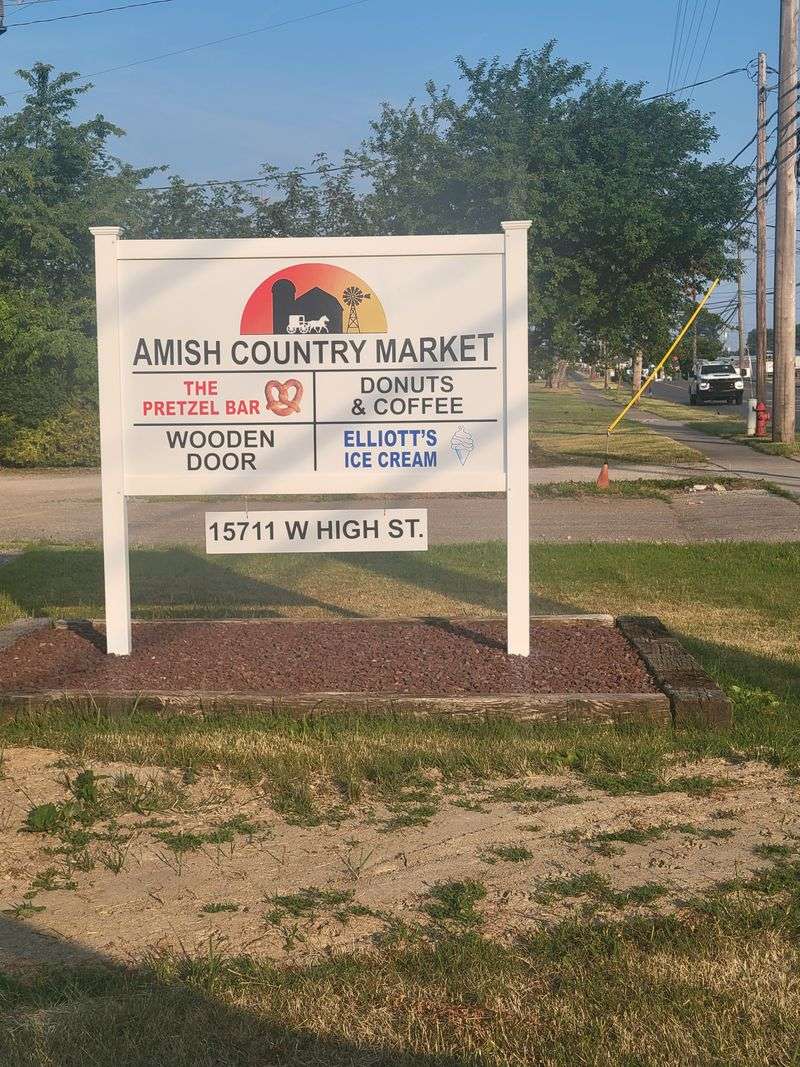 AMISH COUNTRY MARKET
THE
PRETZEL BAR
DONUTS
& COFFEE
WOODEN
DOOR
ELLIOTT'S
ICE CREAM
15711 W HIGH ST.